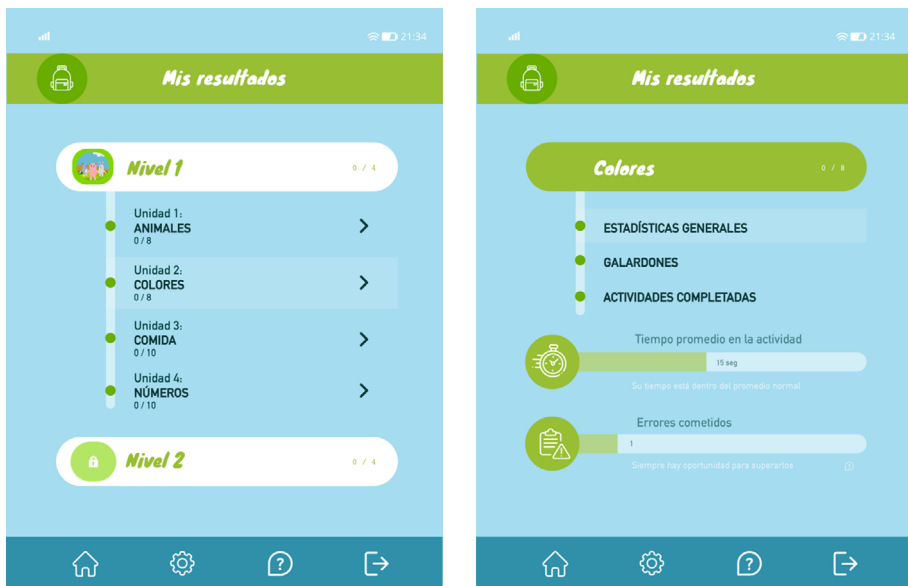 21:34
Mis resultados
Nivel 1
0 / 4
Unidad 1:
ANIMALES
0 / 8
Unidad 2:
COLORES
0 / 8
Unidad 3:
COMIDA
0 / 10
Unidad 4:
NÚMEROS
0 / 10
Nivel 2
0 / 4
?
21:34
Mis resultados
Colores
0 / 8
ESTADÍSTICAS GENERALES
GALARDONES
ACTIVIDADES COMPLETADAS
Tiempo promedio en la actividad
15 seg
Su tiempo está dentro del promedio normal
Errores cometidos
1
Siempre hay oportunidad para superarlos
?